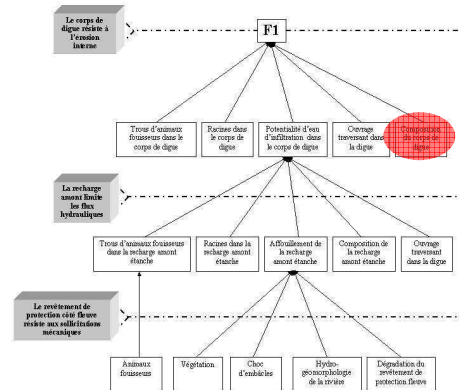 Le corps de
digue résiste à
l'érosion
interne
F1
Trous d'animaux
fouisseurs dans
le corps de digue
Racines dans
le corps de
digue
Potentialité d'eau
d'infiltration dans
le corps de digue
Ouvrage
traversant dans
la digue
Composition
du corps de
digue
La recharge
amont limite
les flux
hydrauliques
Trous d'animaux fouisseurs
dans la recharge amont
étanche
Racines dans la
recharge amont
étanche
Affouillement de
la recharge
amont étanche
Composition de
la recharge
amont étanche
Ouvrage
traversant
dans la digue
Le revêtement de
protection côté fleuve
résiste aux sollicitations
mécaniques
Animaux
fouisseurs
Végétation
Choc
d'embâcles
Hydro-
géomorphologie
de la rivière
Dégradation du
revêtement de
protection fleuve